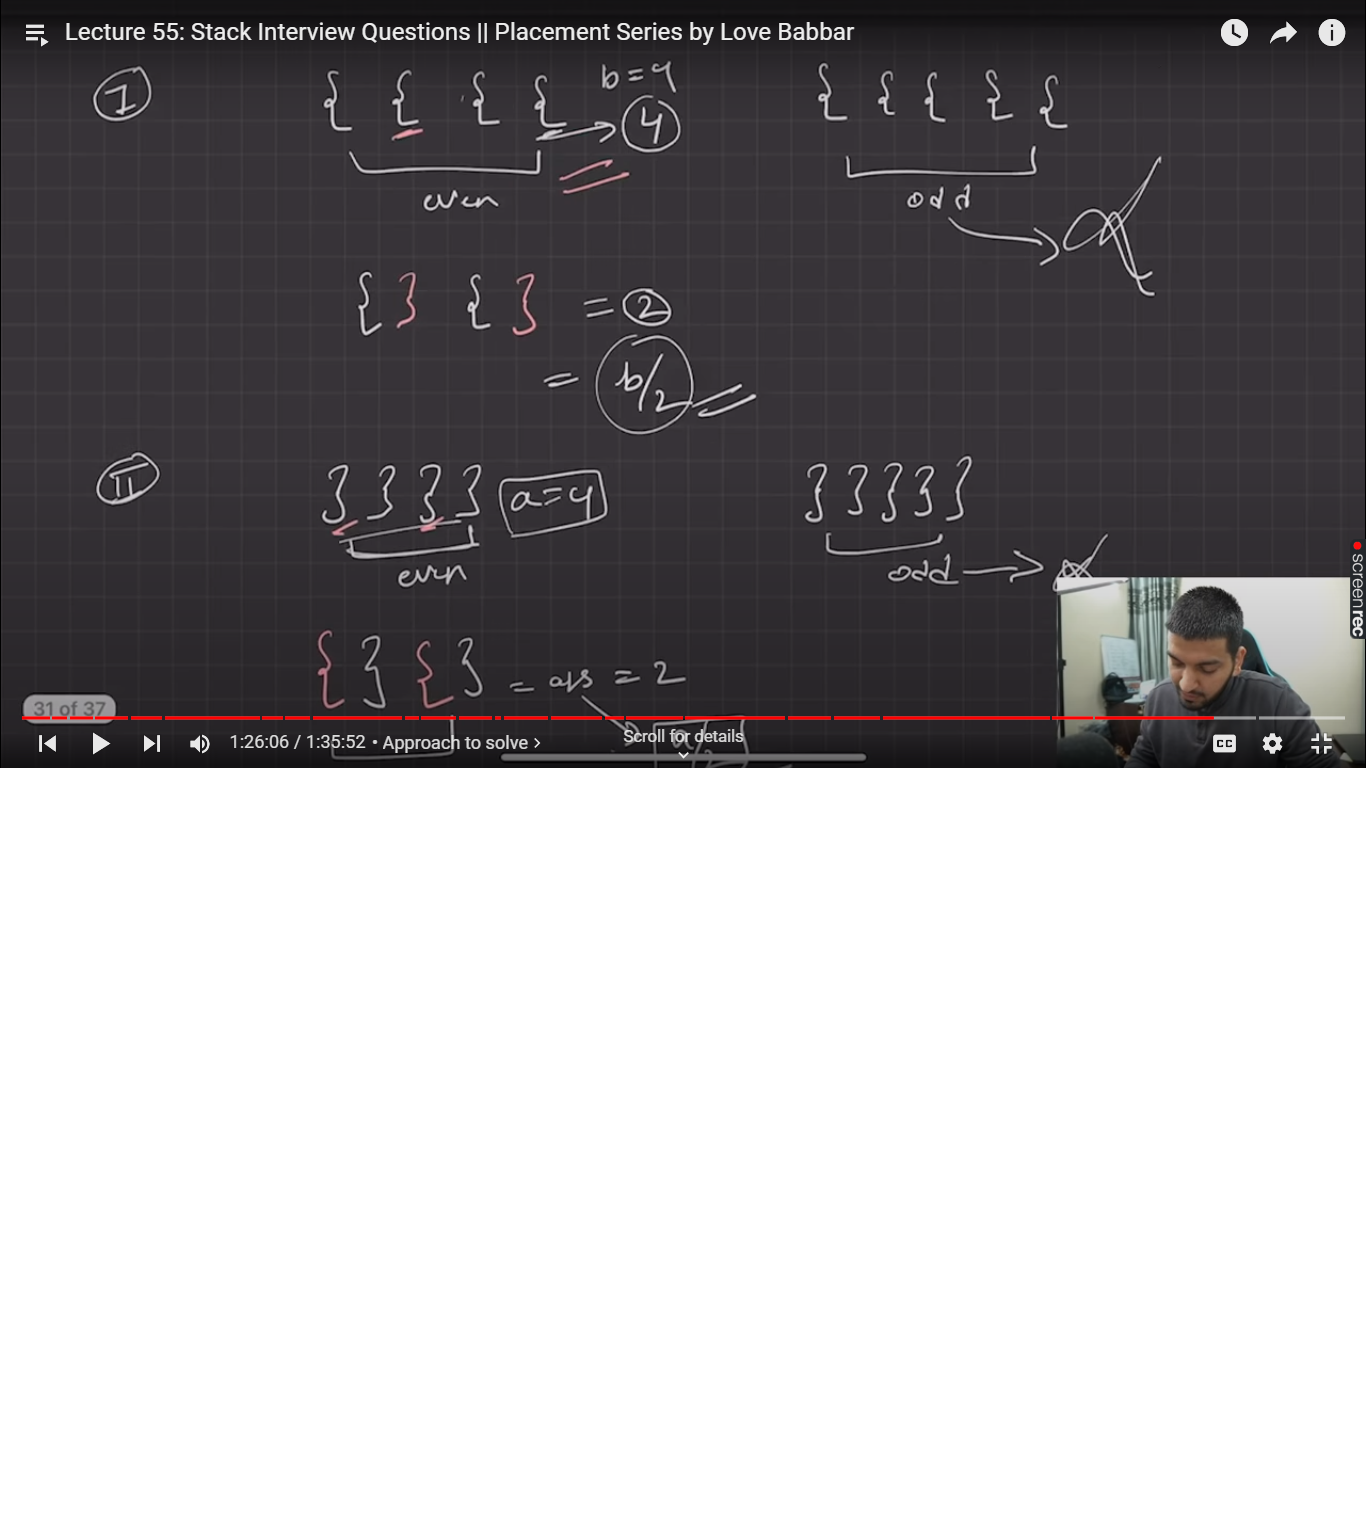 Lecture 55: Stack Interview Questions || Placement Series by Love Babbar
I { { { { b=4 → 4 { { { { {
even odd
{ } { } = 2
= b/2
II } } } } a=4 } } } } }
even odd →
{ } { } = ans = 2
a/2
31 of 37
1:26:06 / 1:35:52 • Approach to solve ›
Scroll for details
CC
screenrec